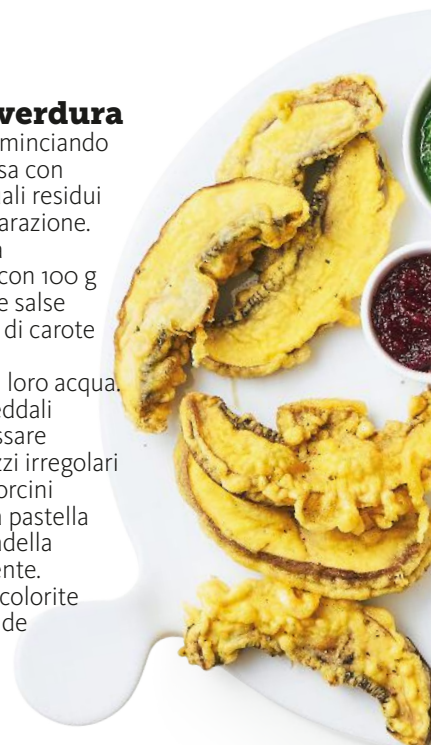 verdura
minciando
sa con
ali residui
arazione.
con 100 g
e salse
di carote
loro acqua.
eddali
ssare
zzi irregolari
orcini
pastella
della
nte.
colorite
de